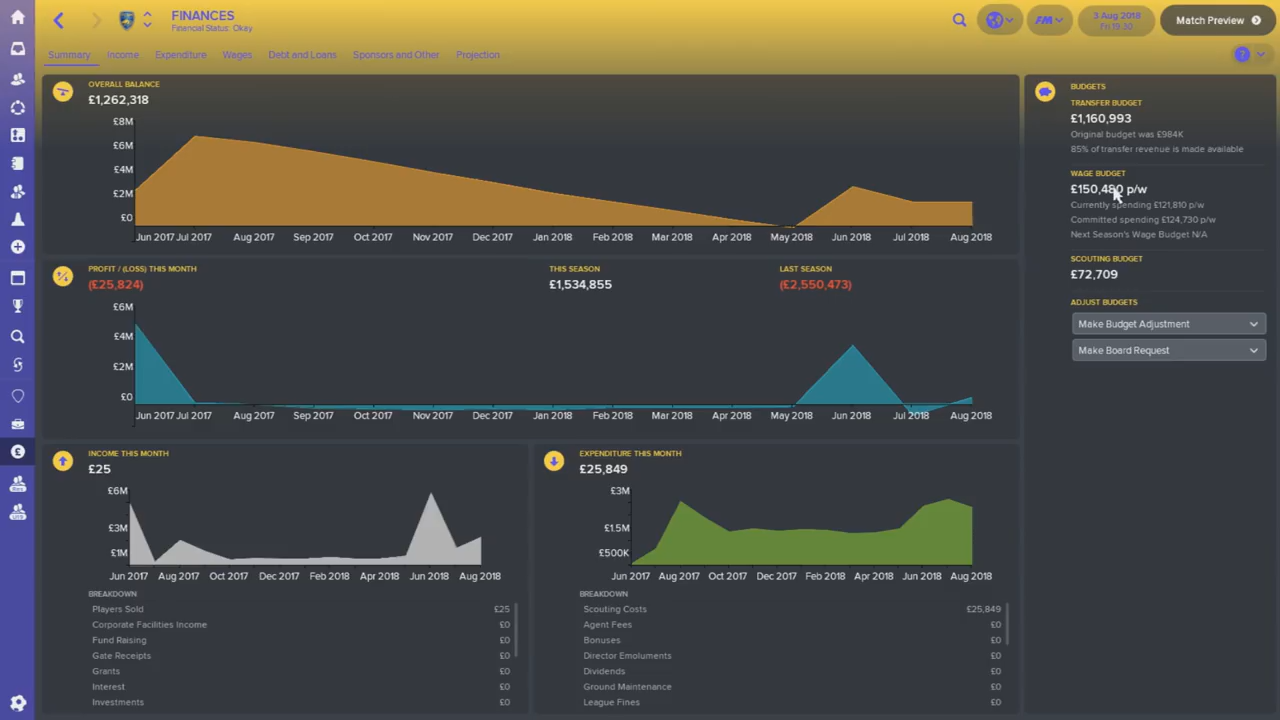 FINANCES
Financial Status: Okay
FM
3 Aug 2018
Fri 19:30
Match Preview
Summary
Income
Expenditure
Wages
Debt and Loans
Sponsors and Other
Projection
?
OVERALL BALANCE
£1,262,318
£8M
£6M
£4M
£2M
£0
Jun 2017 Jul 2017 Aug 2017 Sep 2017 Oct 2017 Nov 2017 Dec 2017 Jan 2018 Feb 2018 Mar 2018 Apr 2018 May 2018 Jun 2018 Jul 2018 Aug 2018
PROFIT / (LOSS) THIS MONTH
(£25,824)
THIS SEASON
£1,534,855
LAST SEASON
(£2,550,473)
£6M
£4M
£2M
£0
Jun 2017 Jul 2017 Aug 2017 Sep 2017 Oct 2017 Nov 2017 Dec 2017 Jan 2018 Feb 2018 Mar 2018 Apr 2018 May 2018 Jun 2018 Jul 2018 Aug 2018
INCOME THIS MONTH
£25
£6M
£3M
£1M
Jun 2017 Aug 2017 Oct 2017 Dec 2017 Feb 2018 Apr 2018 Jun 2018 Aug 2018
BREAKDOWN
Players Sold £25
Corporate Facilities Income £0
Fund Raising £0
Gate Receipts £0
Grants £0
Interest £0
Investments £0
EXPENDITURE THIS MONTH
£25,849
£3M
£1.5M
£500K
Jun 2017 Aug 2017 Oct 2017 Dec 2017 Feb 2018 Apr 2018 Jun 2018 Aug 2018
BREAKDOWN
Scouting Costs £25,849
Agent Fees £0
Bonuses £0
Director Emoluments £0
Dividends £0
Ground Maintenance £0
League Fines £0
BUDGETS
TRANSFER BUDGET
£1,160,993
Original budget was £984K
85% of transfer revenue is made available
WAGE BUDGET
£150,480 p/w
Currently spending £121,810 p/w
Committed spending £124,730 p/w
Next Season's Wage Budget N/A
SCOUTING BUDGET
£72,709
ADJUST BUDGETS
Make Budget Adjustment
Make Board Request